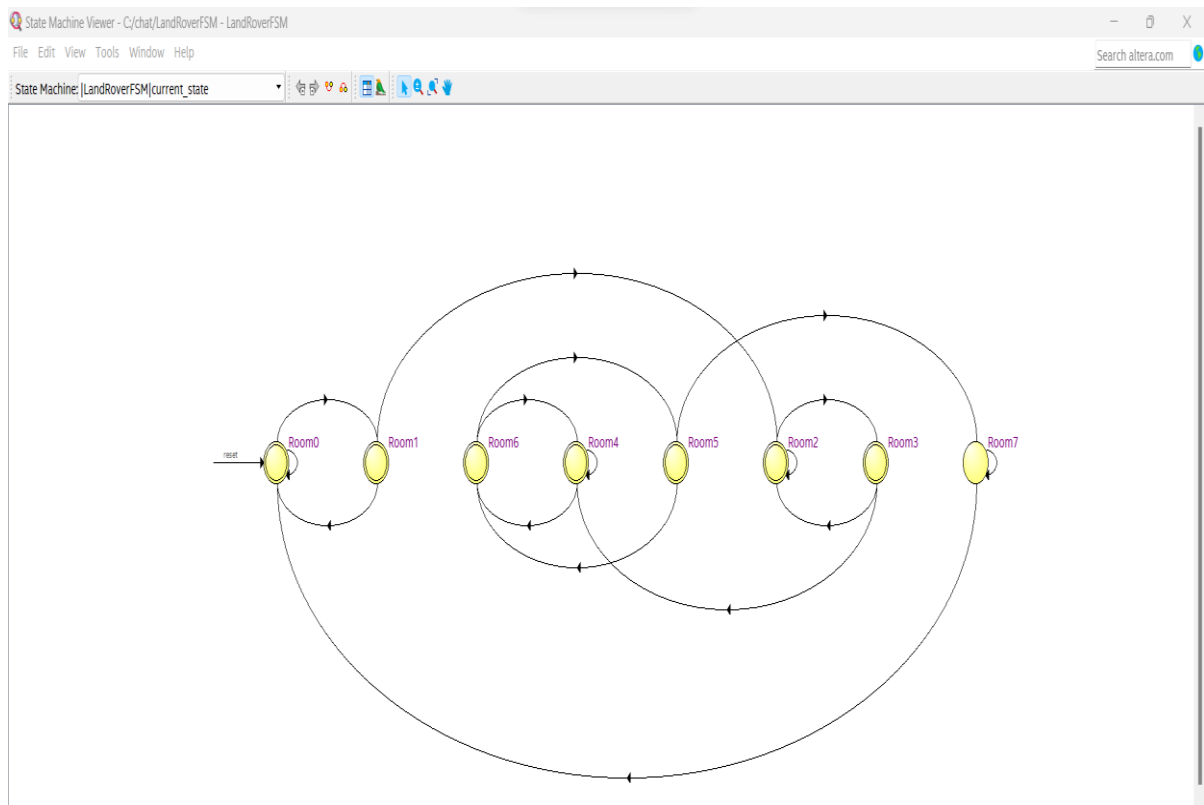 State Machine Viewer - C:/chat/LandRoverFSM - LandRoverFSM
File Edit View Tools Window Help
Search altera.com
State Machine: |LandRoverFSM|current_state
reset
Room0 Room1 Room6 Room4 Room5 Room2 Room3 Room7